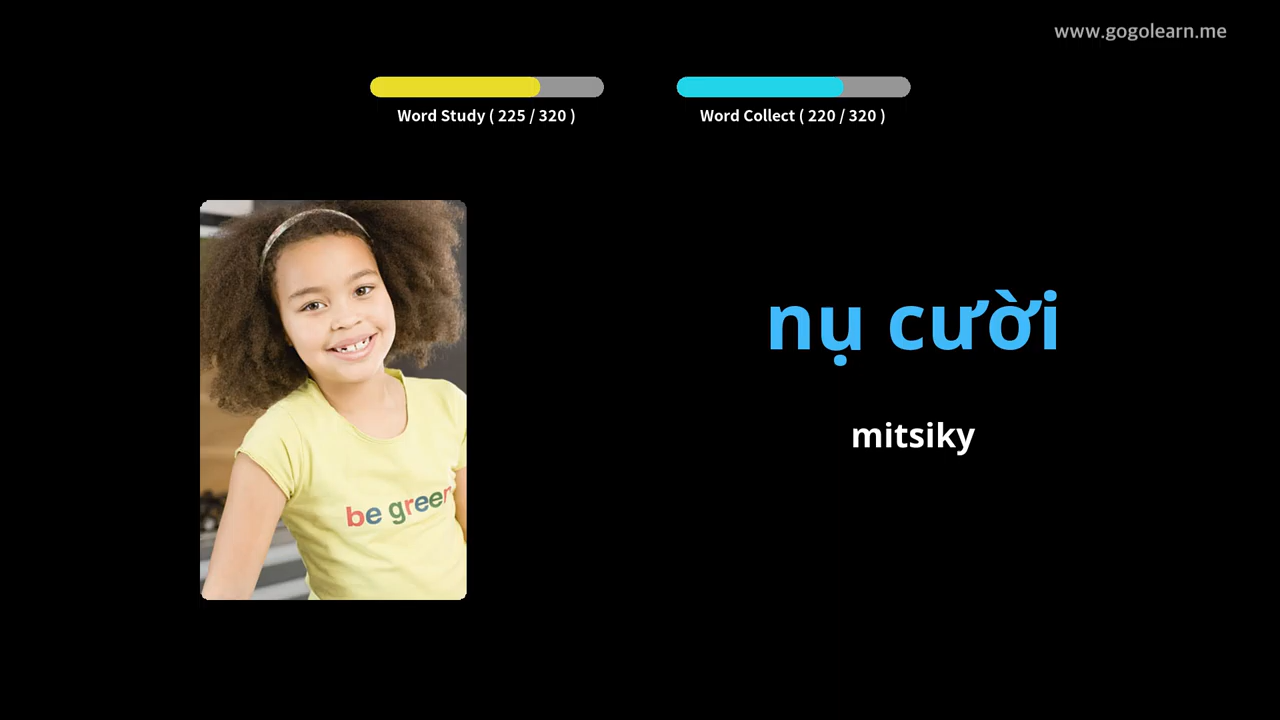 www.gogolearn.me
Word Study ( 225 / 320 )
Word Collect ( 220 / 320 )
nụ cười
mitsiky
be green